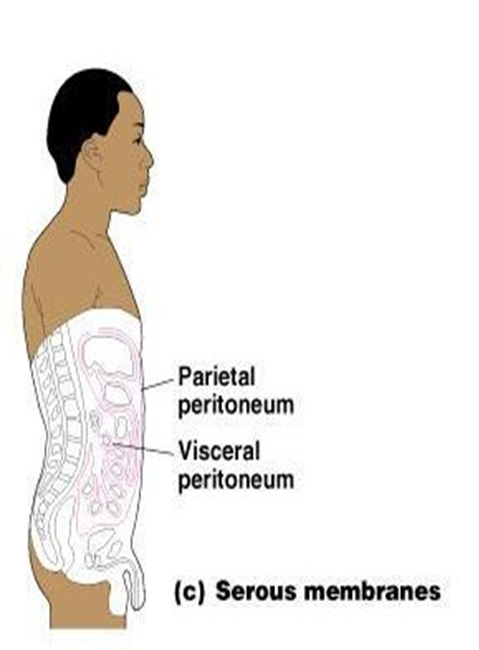 Parietal
peritoneum
Visceral
peritoneum
(c) Serous membranes